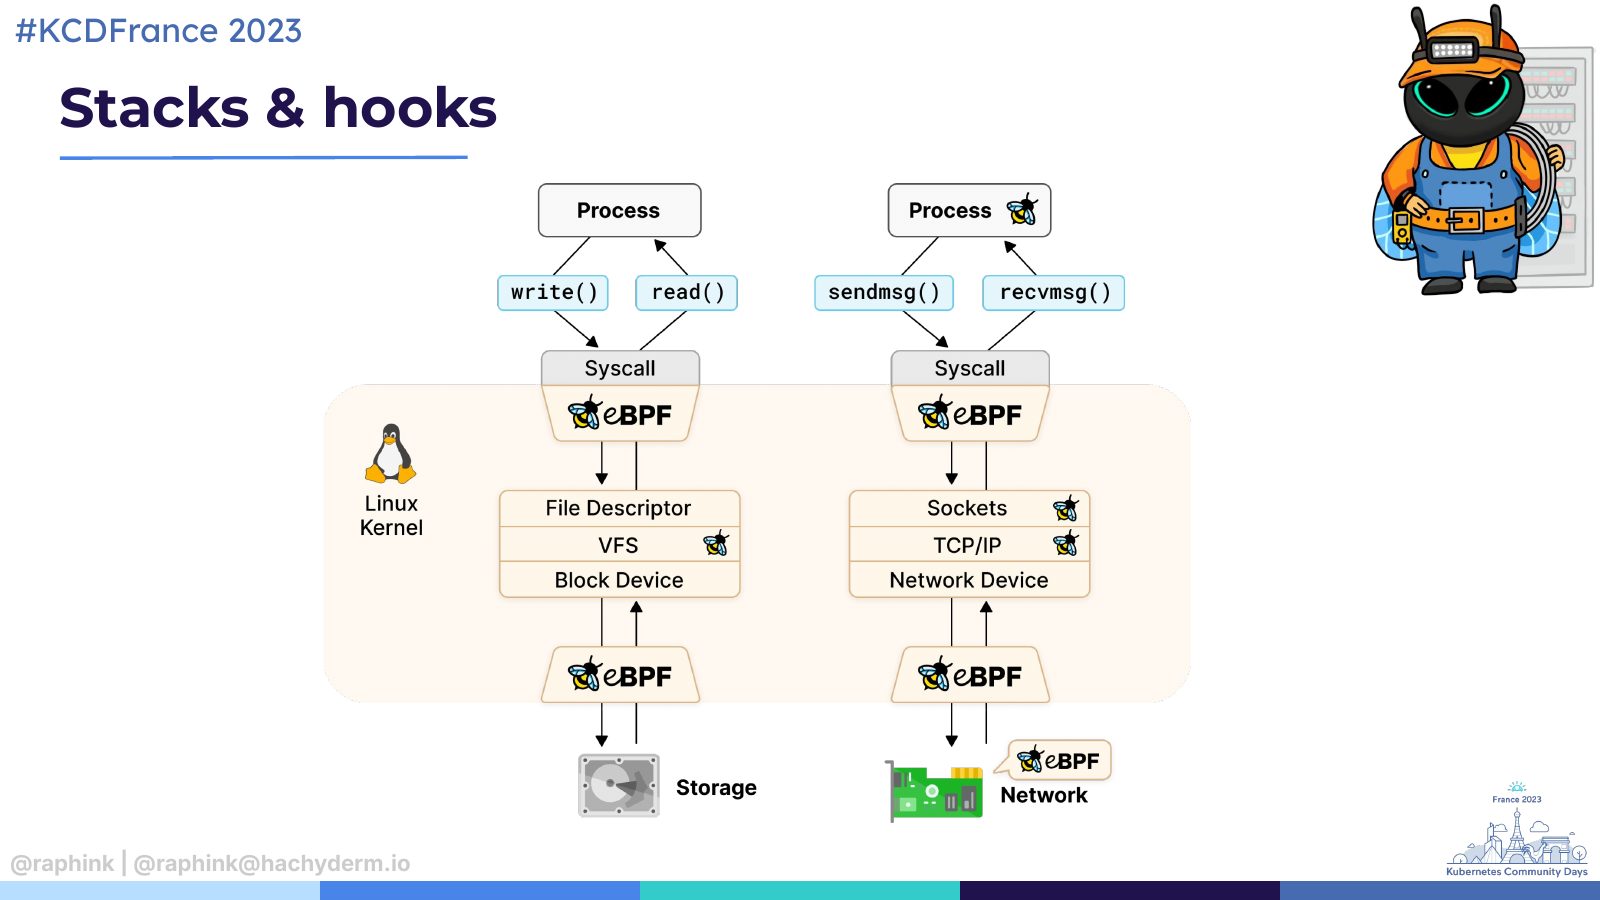 #KCDFrance 2023
Stacks & hooks
Process
Process
write()
read()
sendmsg()
recvmsg()
Syscall
Syscall
eBPF
eBPF
Linux
Kernel
File Descriptor
VFS
Block Device
Sockets
TCP/IP
Network Device
eBPF
eBPF
Storage
eBPF
Network
France 2023
Kubernetes Community Days
@raphink | @raphink@hachyderm.io